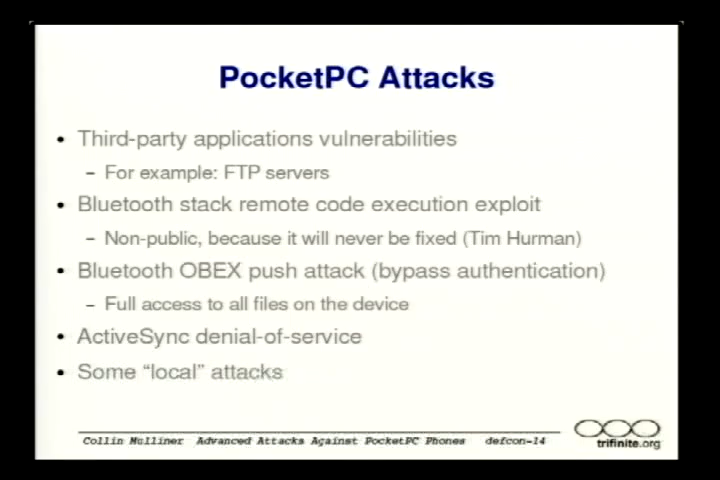 PocketPC Attacks
• Third-party applications vulnerabilities
– For example: FTP servers
• Bluetooth stack remote code execution exploit
– Non-public, because it will never be fixed (Tim Hurman)
• Bluetooth OBEX push attack (bypass authentication)
– Full access to all files on the device
• ActiveSync denial-of-service
• Some “local” attacks
Collin Mulliner Advanced Attacks Against PocketPC Phones defcon-14
trifinite.org